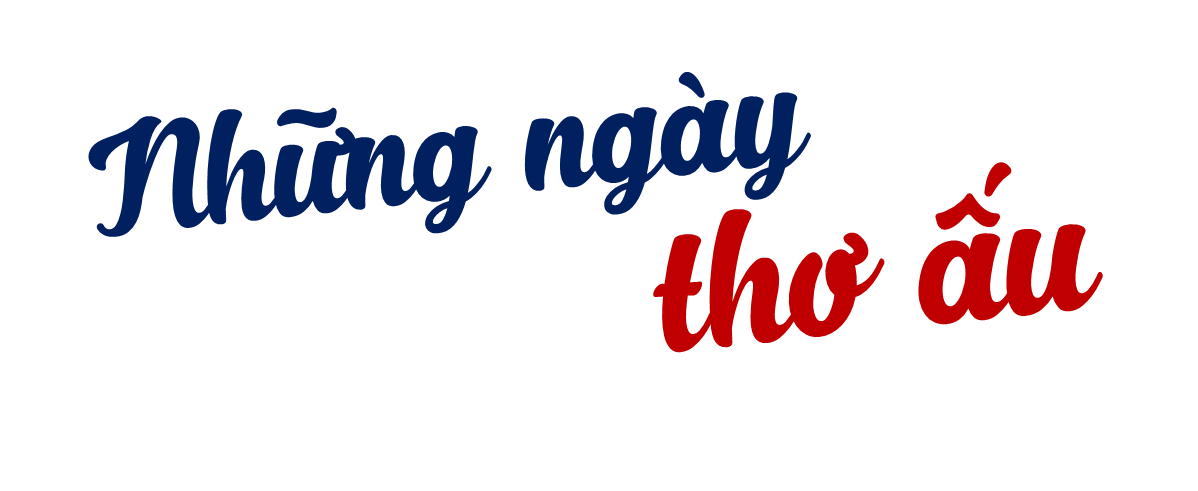 Những ngày
thơ ấu